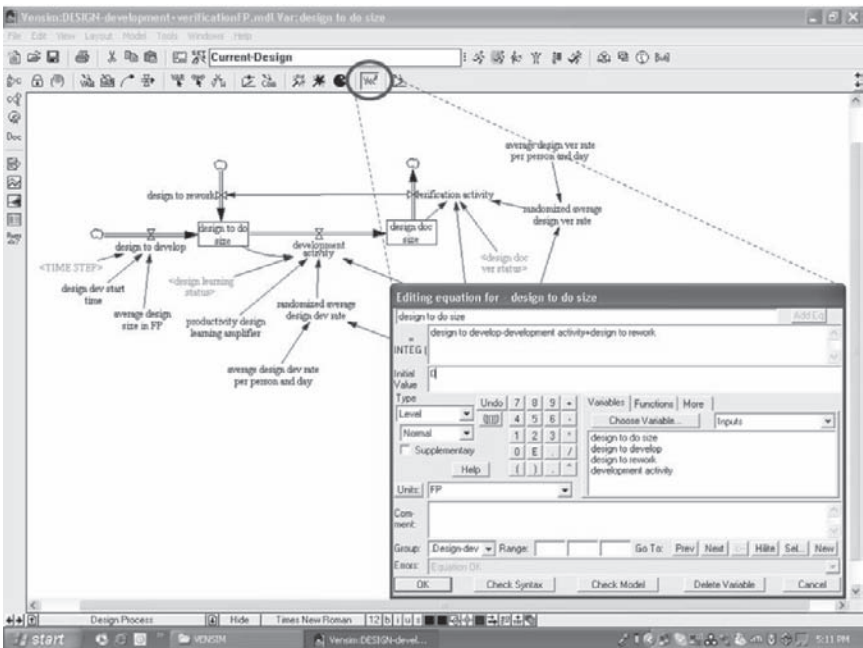 Vensim:DESIGN-development+verificationFP.mdl Var:design to do size
File Edit View Layout Model Tools Windows Help
Current-Design
Doc
average design ver rate
per person and day
design to rework
verification activity
randomized average
design ver rate
design to do
size
design doc
size
design to develop
development
activity
<design doc
ver status>
<TIME STEP>
<design learning
status>
design dev start
time
average design
size in FP
productivity design
learning amplifier
randomized average
design dev rate
average design dev rate
per person and day
Editing equation for - design to do size
design to do size
Add Eq
=
INTEG (
design to develop-development activity+design to rework
Initial
Value
0
Type
Level
Normal
Supplementary
Help
Undo 7 8 9 +
4 5 6 -
1 2 3 *
0 E . /
( ) , ^
Variables Functions More
Choose Variable... Inputs
design to do size
design to develop
design to rework
development activity
Units: FP
Com-
ment:
Group: .Design-dev Range: Go To: Prev Next <- Hilite Sel... New
Errors: Equation OK
OK Check Syntax Check Model Delete Variable Cancel
Design Process Hide Times New Roman 12 b i u s
start VENSIM Vensim:DESIGN-devel... 5:11 PM